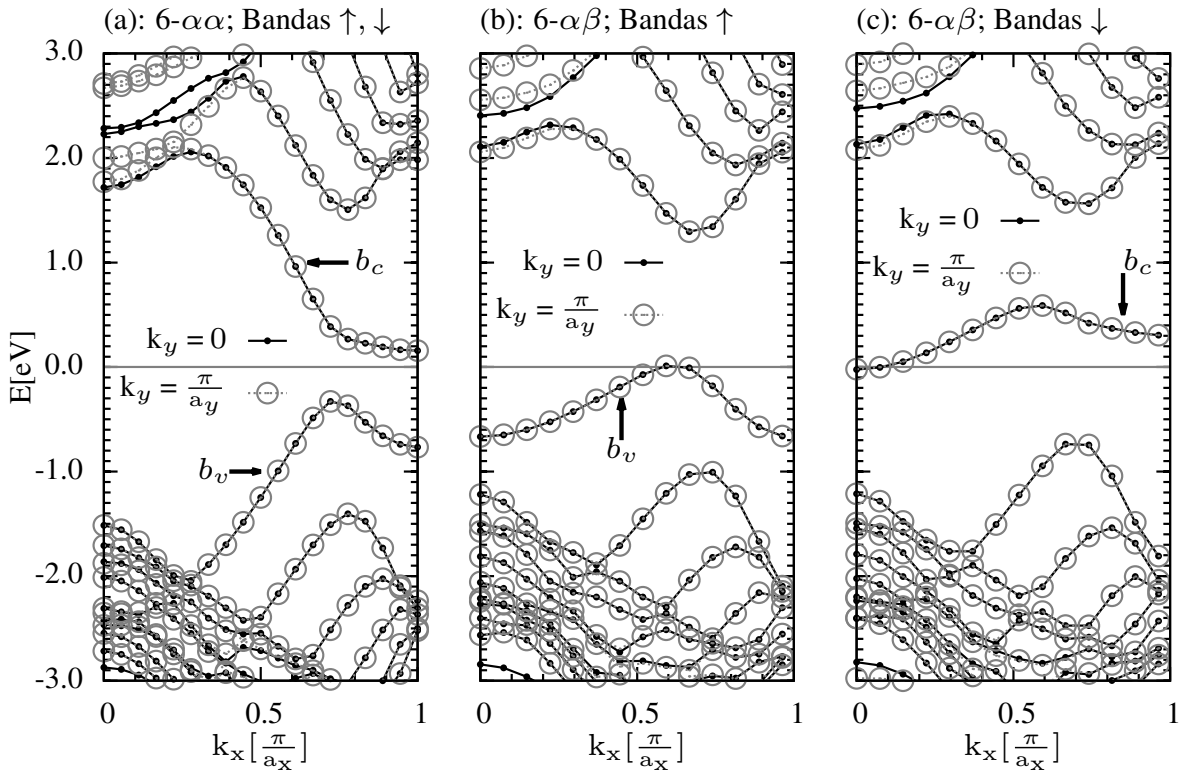 (a): 6-αα; Bandas ↑, ↓
(b): 6-αβ; Bandas ↑
(c): 6-αβ; Bandas ↓
E[eV]
3.0
2.0
1.0
0.0
-1.0
-2.0
-3.0
b_c
k_y = 0
k_y = π/a_y
b_v
0
0.5
1
k_x[π/a_x]
k_y = 0
k_y = π/a_y
b_v
0
0.5
1
k_x[π/a_x]
k_y = 0
k_y = π/a_y
b_c
0
0.5
1
k_x[π/a_x]